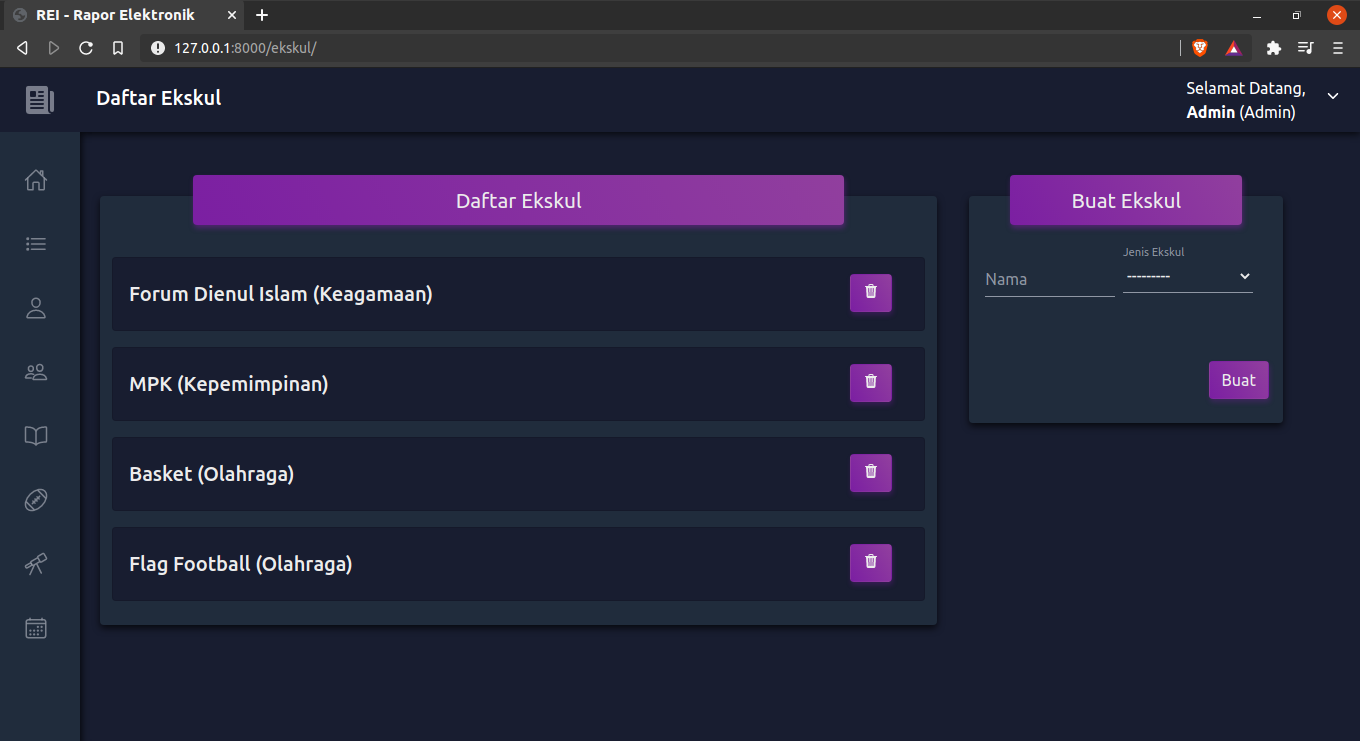 REI - Rapor Elektronik
127.0.0.1:8000/ekskul/
Daftar Ekskul
Selamat Datang,
Admin (Admin)
Daftar Ekskul
Forum Dienul Islam (Keagamaan)
MPK (Kepemimpinan)
Basket (Olahraga)
Flag Football (Olahraga)
Buat Ekskul
Jenis Ekskul
Nama
---------
Buat